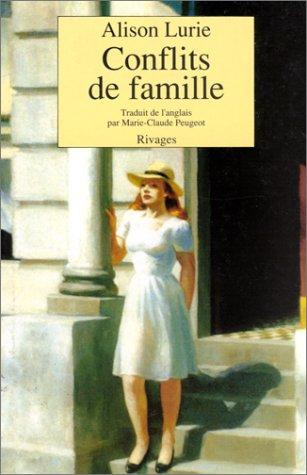 Alison Lurie
Conflits
de famille
Traduit de l'anglais
par Marie-Claude Peugeot
Rivages